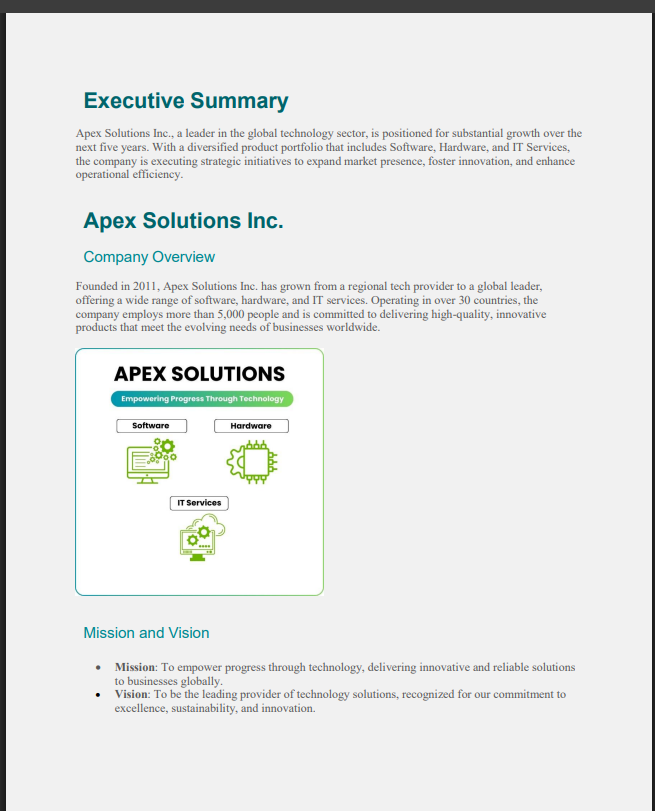 Executive Summary
Apex Solutions Inc., a leader in the global technology sector, is positioned for substantial growth over the
next five years. With a diversified product portfolio that includes Software, Hardware, and IT Services,
the company is executing strategic initiatives to expand market presence, foster innovation, and enhance
operational efficiency.
Apex Solutions Inc.
Company Overview
Founded in 2011, Apex Solutions Inc. has grown from a regional tech provider to a global leader,
offering a wide range of software, hardware, and IT services. Operating in over 30 countries, the
company employs more than 5,000 people and is committed to delivering high-quality, innovative
products that meet the evolving needs of businesses worldwide.
APEX SOLUTIONS
Empowering Progress Through Technology
Software
Hardware
IT Services
Mission and Vision
• Mission: To empower progress through technology, delivering innovative and reliable solutions
to businesses globally.
• Vision: To be the leading provider of technology solutions, recognized for our commitment to
excellence, sustainability, and innovation.